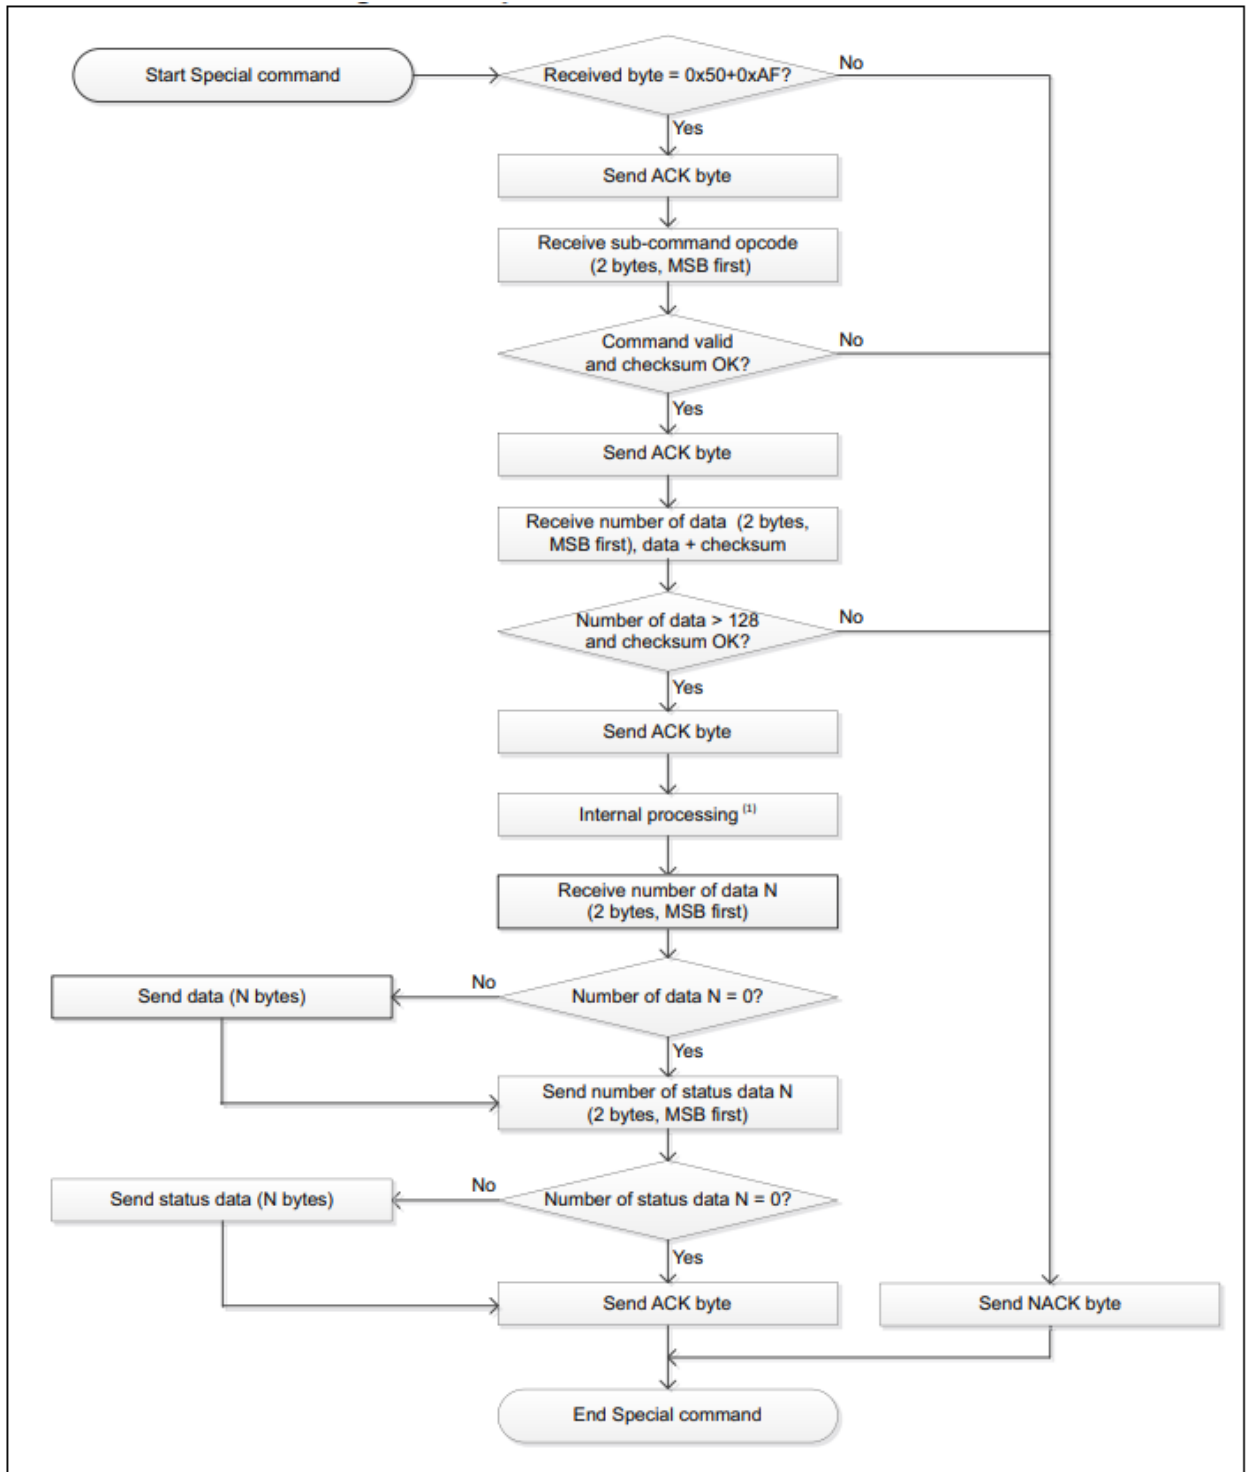 Start Special command
Received byte = 0x50+0xAF?
No
Yes
Send ACK byte
Receive sub-command opcode
(2 bytes, MSB first)
Command valid
and checksum OK?
No
Yes
Send ACK byte
Receive number of data (2 bytes,
MSB first), data + checksum
Number of data > 128
and checksum OK?
No
Yes
Send ACK byte
Internal processing (1)
Receive number of data N
(2 bytes, MSB first)
Send data (N bytes)
No
Number of data N = 0?
Yes
Send number of status data N
(2 bytes, MSB first)
Send status data (N bytes)
No
Number of status data N = 0?
Yes
Send ACK byte
Send NACK byte
End Special command